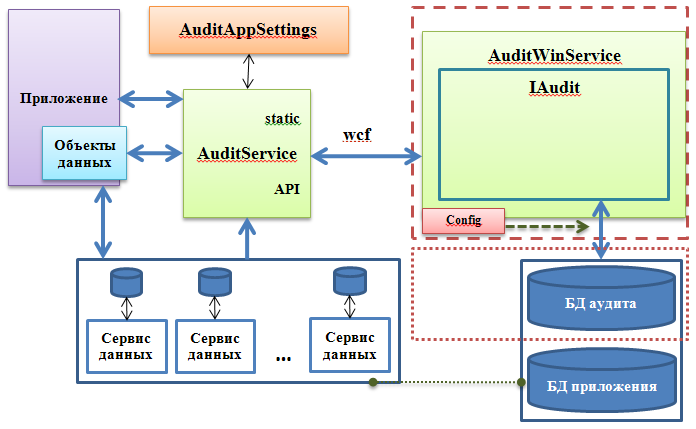 AuditAppSettings
AuditWinService
IAudit
Приложение
static
Объекты
данных
AuditService
wcf
API
Config
Сервис
данных
Сервис
данных
...
Сервис
данных
БД аудита
БД приложения